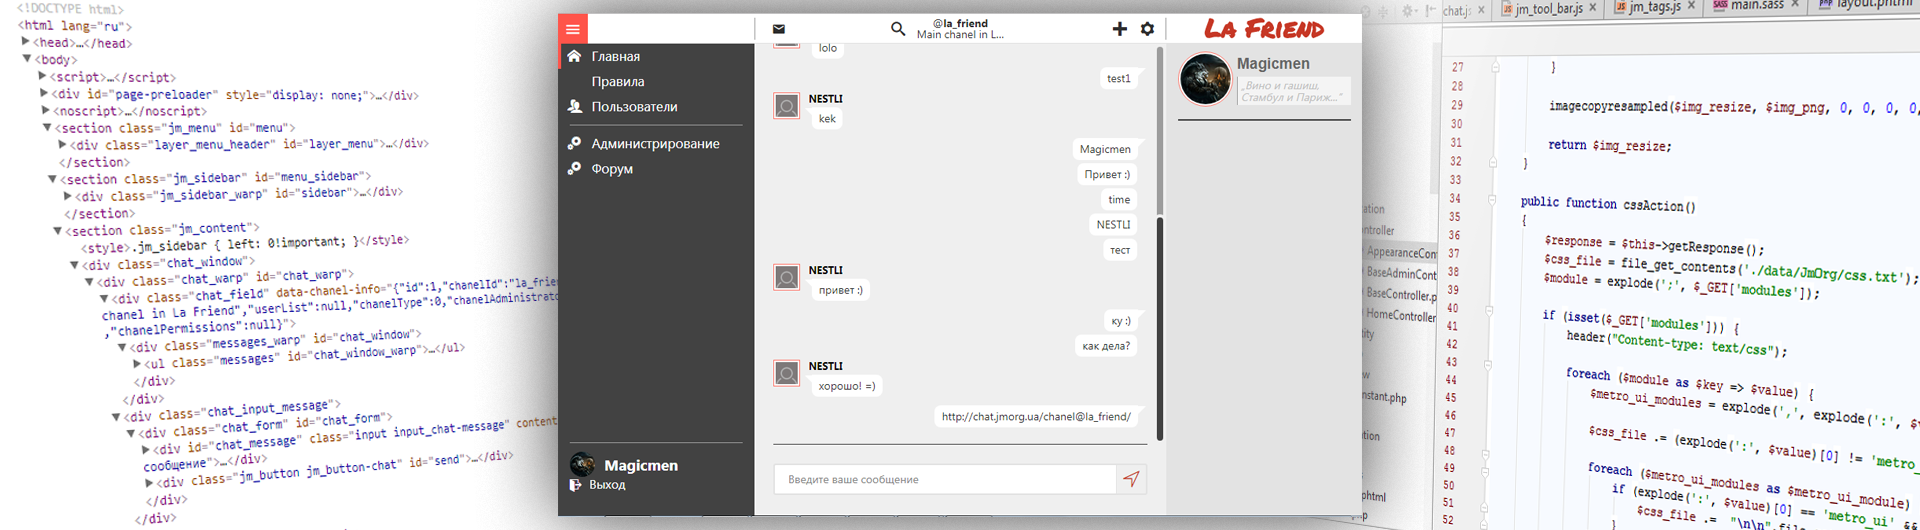 <!DOCTYPE html>
<html lang="ru">
<head>…</head>
<body>
<script>…</script>
<div id="page-preloader" style="display: none;">…</div>
<noscript>…</noscript>
<section class="jm_menu" id="menu">
<div class="layer_menu_header" id="layer_menu">…</div>
</section>
<section class="jm_sidebar" id="menu_sidebar">
<div class="jm_sidebar_warp" id="sidebar">…</div>
</section>
<section class="jm_content">
<style>.jm_sidebar { left: 0!important; }</style>
<div class="chat_window">
<div class="chat_warp" id="chat_warp">
<div class="chat_field" data-chanel-info="{"id":1,"chanelId":"la_frien
chanel in La Friend","userList":null,"chanelType":0,"chanelAdministrato
,"chanelPermissions":null}">
<div class="messages_warp" id="chat_window">
<ul class="messages" id="chat_window_warp">…</ul>
</div>
</div>
<div class="chat_input_message">
<div class="chat_form" id="chat_form">
<div id="chat_message" class="input input_chat-message" conten
сообщение">…</div>
<div class="jm_button jm_button-chat" id="send">…</div>
</div>
</div>
Главная
Правила
Пользователи
Администрирование
Форум
Magicmen
Выход
@la_friend
Main chanel in L...
lolo
test1
NESTLI
kek
Magicmen
Привет :)
time
NESTLI
тест
NESTLI
привет :)
ку :)
как дела?
NESTLI
хорошо! =)
http://chat.jmorg.ua/chanel@la_friend/
Введите ваше сообщение
La Friend
Magicmen
„Вино и гашиш,
Стамбул и Париж...“
chat.js
jm_tool_bar.js
jm_tags.js
main.sass
layout.phtml
ation
ontroller
AppearanceCon
BaseAdminCont
BaseController.p
HomeController
tity
ew
nstant.php
ation
ontroller
phtml
27 }
28
29 imagecopyresampled($img_resize, $img_png, 0, 0, 0, 0,
30
31 return $img_resize;
32 }
33
34 public function cssAction()
35 {
36 $response = $this->getResponse();
37 $css_file = file_get_contents('./data/JmOrg/css.txt');
38 $module = explode(';', $_GET['modules']);
39
40 if (isset($_GET['modules'])) {
41 header("Content-type: text/css");
42
43 foreach ($module as $key => $value) {
44 $metro_ui_modules = explode(',', explode(':',
45
46 $css_file .= (explode(':', $value)[0] != 'metro_
47
48
49 foreach ($metro_ui_modules as $metro_ui_module)
50 if (explode(':', $value)[0] == 'metro_ui' &&
51 $css_file .= "\n\n".file
52 }